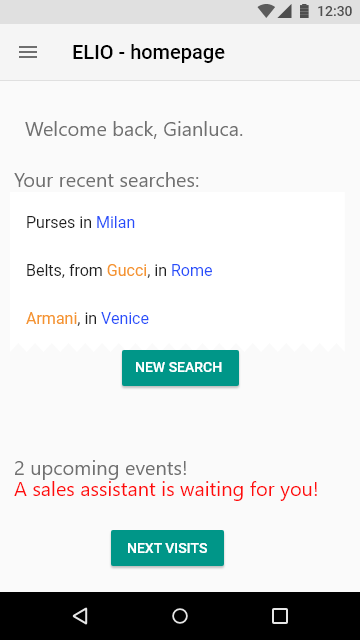 12:30
ELIO - homepage
Welcome back, Gianluca.
Your recent searches:
Purses in Milan
Belts, from Gucci, in Rome
Armani, in Venice
NEW SEARCH
2 upcoming events!
A sales assistant is waiting for you!
NEXT VISITS